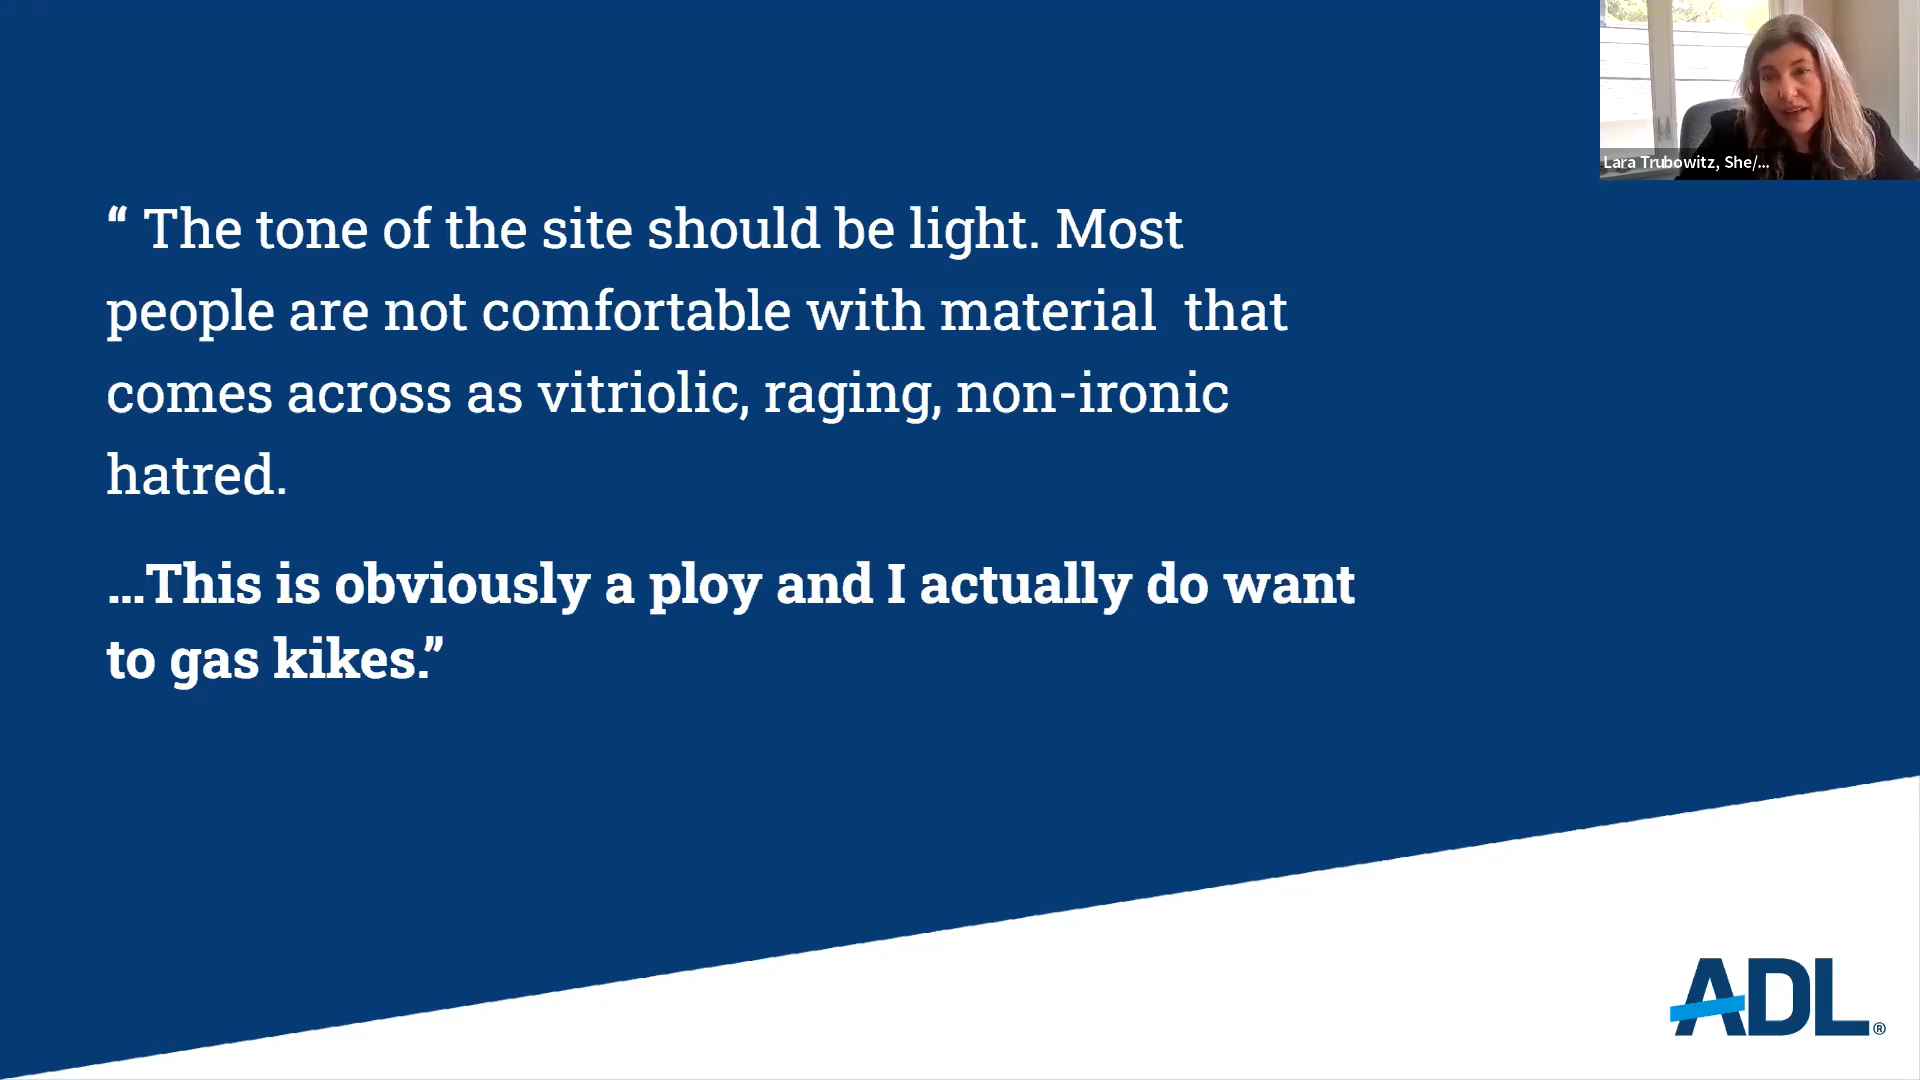 Lara Trubowitz, She/...
“ The tone of the site should be light. Most
people are not comfortable with material  that
comes across as vitriolic, raging, non-ironic
hatred.
...This is obviously a ploy and I actually do want
to gas kikes.”
ADL®